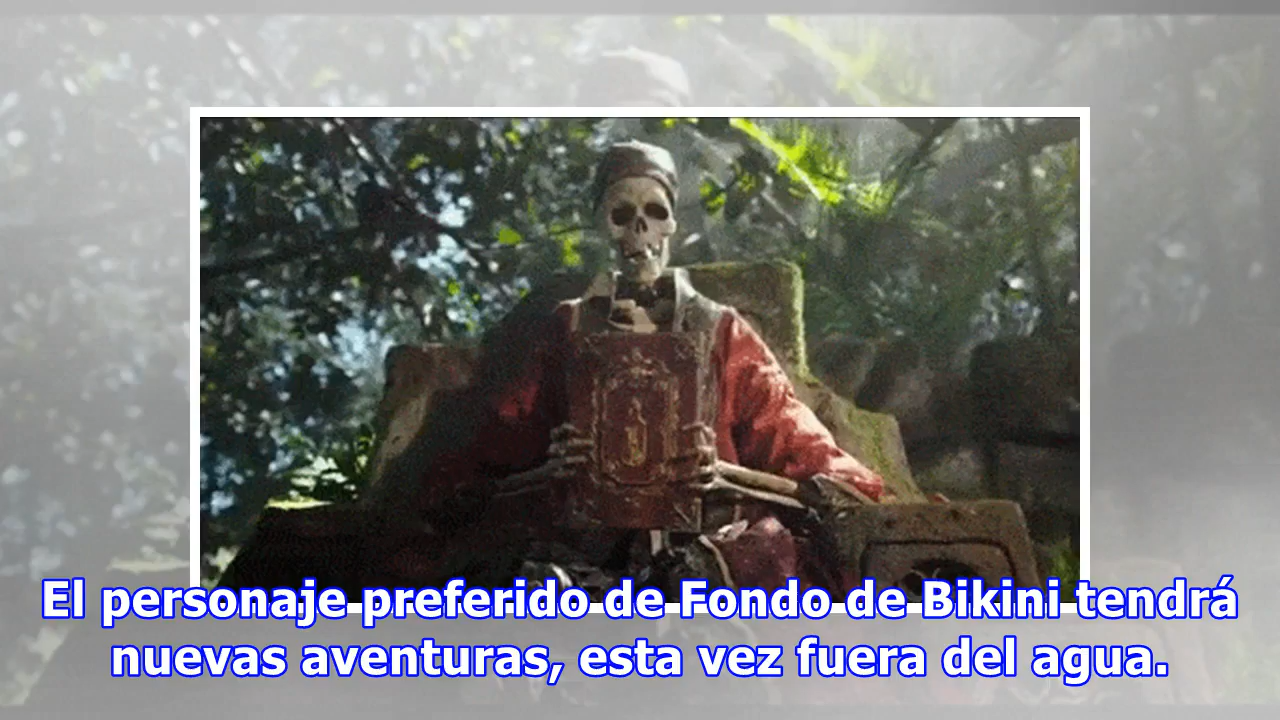 El personaje preferido de Fondo de Bikini tendrá
nuevas aventuras, esta vez fuera del agua.